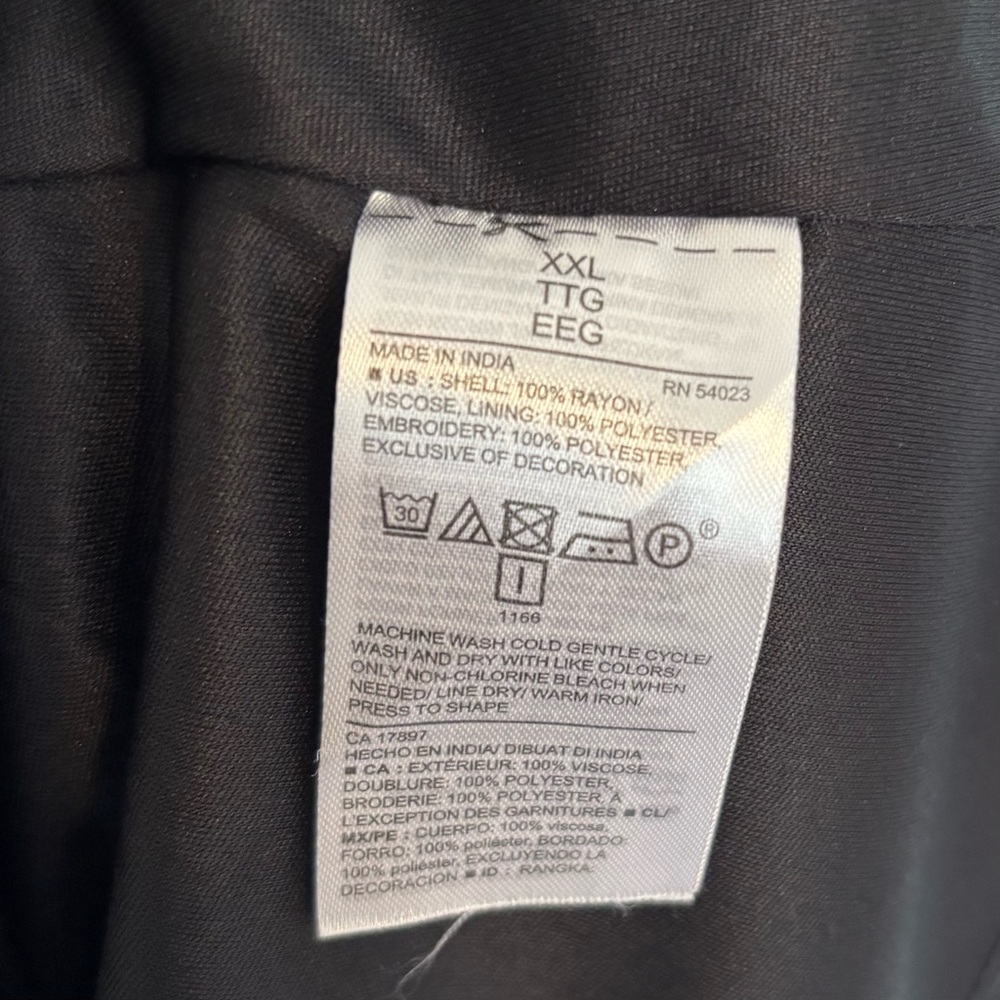 XXL
TTG
EEG
MADE IN INDIA
RN 54023
US : SHELL: 100% RAYON /
VISCOSE, LINING: 100% POLYESTER,
EMBROIDERY: 100% POLYESTER,
EXCLUSIVE OF DECORATION
30
P ®
I
1166
MACHINE WASH COLD GENTLE CYCLE/
WASH AND DRY WITH LIKE COLORS/
ONLY NON-CHLORINE BLEACH WHEN
NEEDED/ LINE DRY/ WARM IRON/
PRESS TO SHAPE
CA 17897
HECHO EN INDIA/ DIBUAT DI INDIA
■ CA : EXTÉRIEUR: 100% VISCOSE,
DOUBLURE: 100% POLYESTER,
BRODERIE: 100% POLYESTER, À
L'EXCEPTION DES GARNITURES ■ CL/
MX/PE : CUERPO: 100% viscosa,
FORRO: 100% poliéster, BORDADO:
100% poliéster, EXCLUYENDO LA
DECORACION ■ ID : RANGKA: